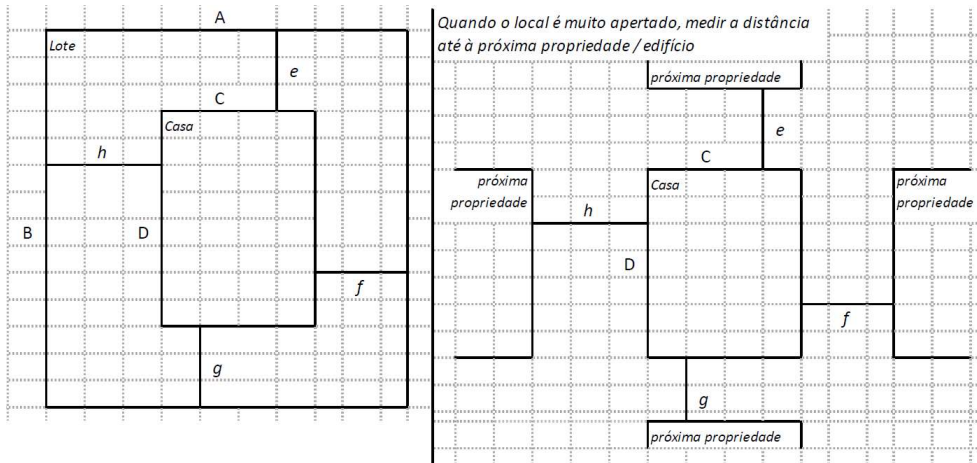 A
Lote
e
C
Casa
h
B
D
f
g
Quando o local é muito apertado, medir a distância
até à próxima propriedade / edifício
próxima propriedade
e
C
próxima
propriedade
Casa
próxima
propriedade
h
D
f
g
próxima propriedade